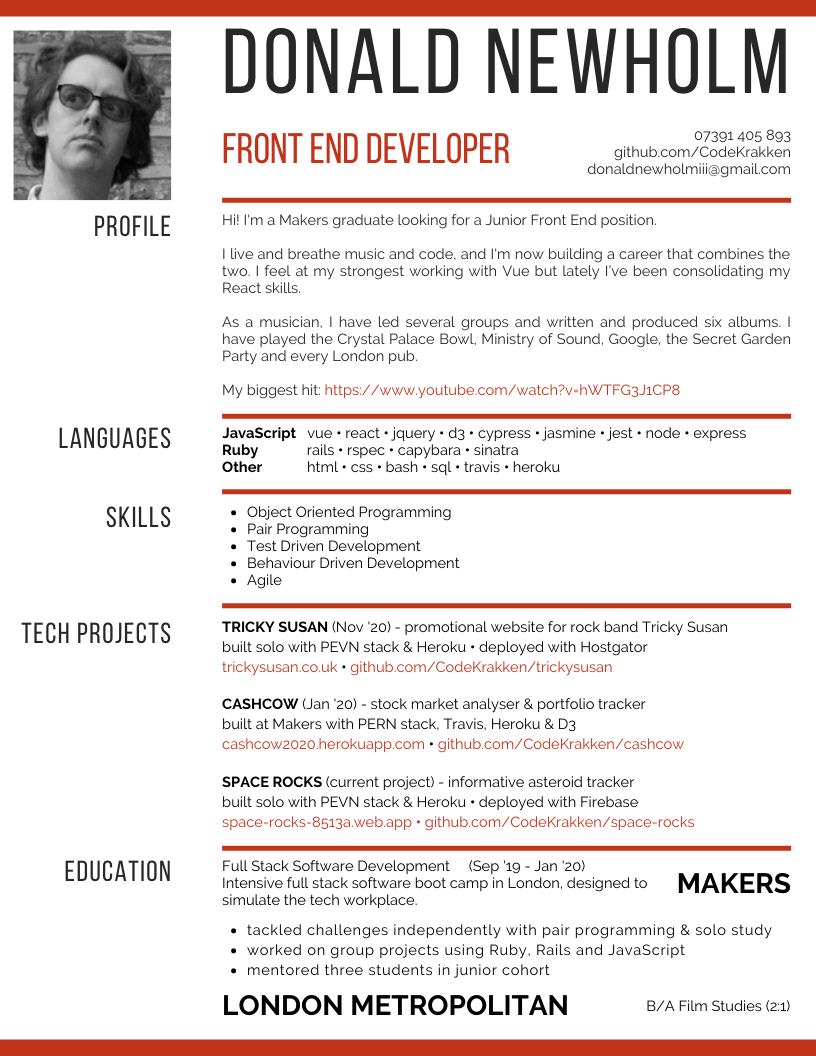 DONALD NEWHOLM
FRONT END DEVELOPER
07391 405 893
github.com/CodeKrakken
donaldnewholmiii@gmail.com
PROFILE
Hi! I'm a Makers graduate looking for a Junior Front End position.
I live and breathe music and code, and I'm now building a career that combines the
two. I feel at my strongest working with Vue but lately I've been consolidating my
React skills.
As a musician, I have led several groups and written and produced six albums. I
have played the Crystal Palace Bowl, Ministry of Sound, Google, the Secret Garden
Party and every London pub.
My biggest hit: https://www.youtube.com/watch?v=hWTFG3J1CP8
LANGUAGES
JavaScript vue • react • jquery • d3 • cypress • jasmine • jest • node • express
Ruby rails • rspec • capybara • sinatra
Other html • css • bash • sql • travis • heroku
SKILLS
• Object Oriented Programming
• Pair Programming
• Test Driven Development
• Behaviour Driven Development
• Agile
TECH PROJECTS
TRICKY SUSAN (Nov '20) - promotional website for rock band Tricky Susan
built solo with PEVN stack & Heroku • deployed with Hostgator
trickysusan.co.uk • github.com/CodeKrakken/trickysusan
CASHCOW (Jan '20) - stock market analyser & portfolio tracker
built at Makers with PERN stack, Travis, Heroku & D3
cashcow2020.herokuapp.com • github.com/CodeKrakken/cashcow
SPACE ROCKS (current project) - informative asteroid tracker
built solo with PEVN stack & Heroku • deployed with Firebase
space-rocks-8513a.web.app • github.com/CodeKrakken/space-rocks
EDUCATION
Full Stack Software Development (Sep '19 - Jan '20)
Intensive full stack software boot camp in London, designed to
simulate the tech workplace.
MAKERS
• tackled challenges independently with pair programming & solo study
• worked on group projects using Ruby, Rails and JavaScript
• mentored three students in junior cohort
LONDON METROPOLITAN B/A Film Studies (2:1)